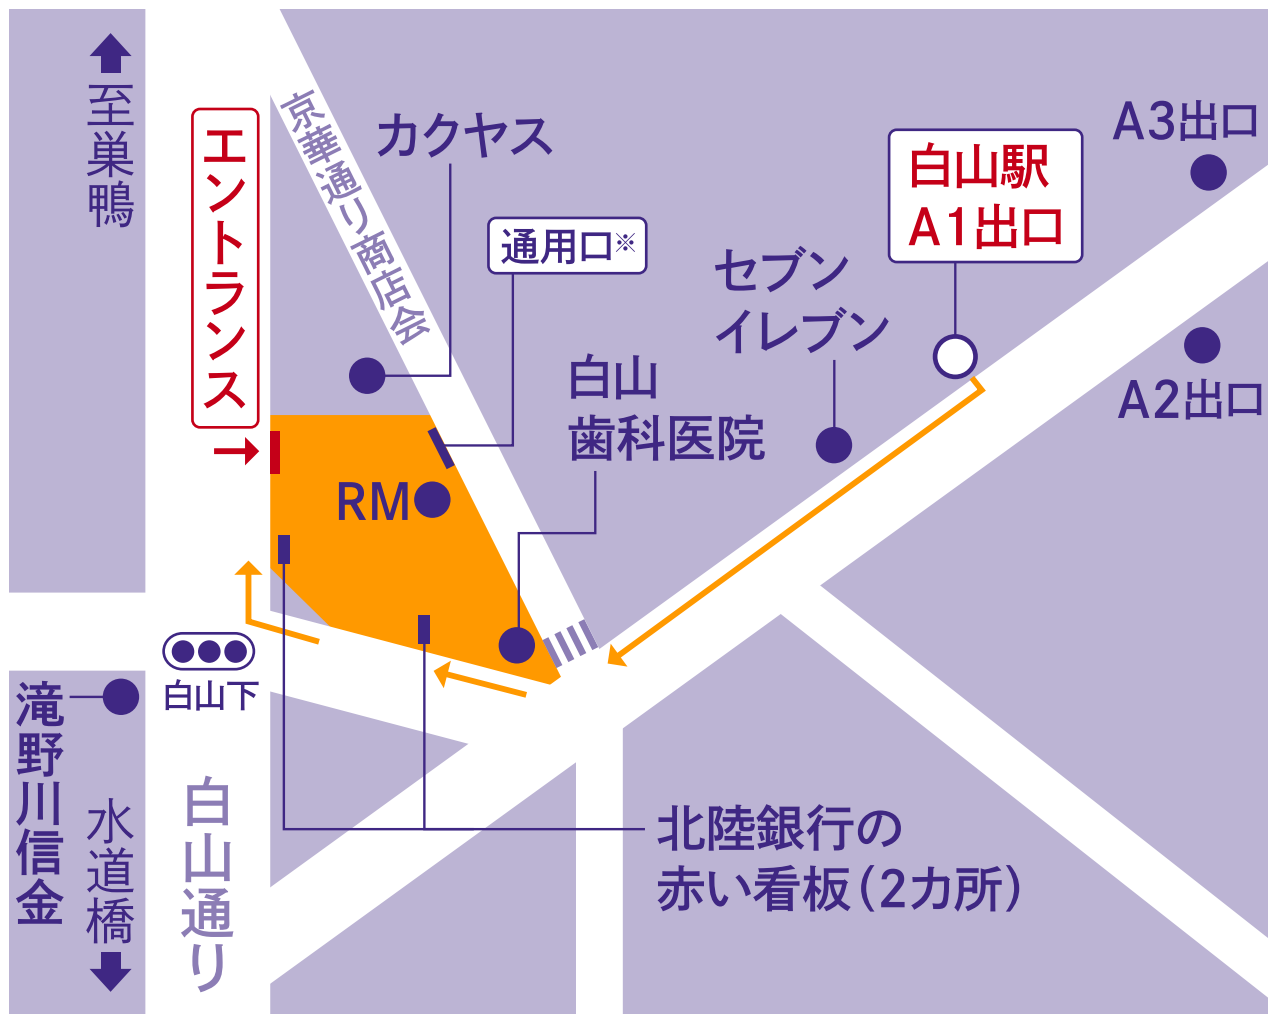 至巣鴨
エントランス
京華通り商店会
カクヤス
通用口※
白山駅
A1出口
A3出口
セブン
イレブン
A2出口
白山
歯科医院
RM
白山下
滝野川信金
水道橋
白山通り
北陸銀行の
赤い看板(2カ所)